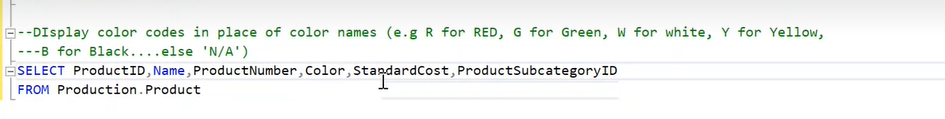 --DIsplay color codes in place of color names (e.g R for RED, G for Green, W for white, Y for Yellow,
---B for Black....else 'N/A')
SELECT ProductID,Name,ProductNumber,Color,StandardCost,ProductSubcategoryID
FROM Production.Product